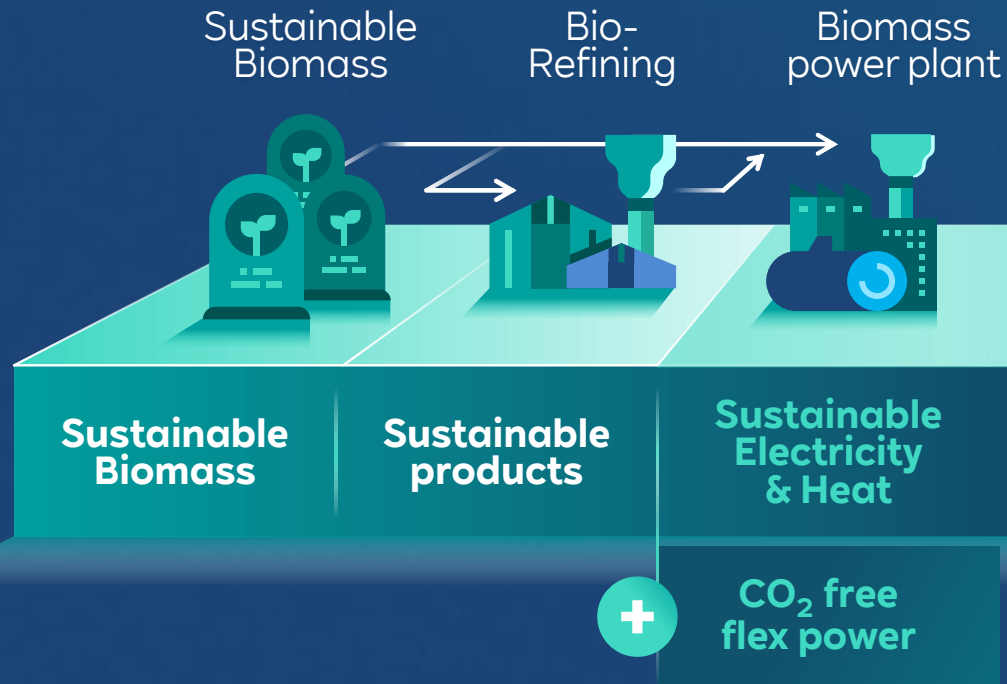 Sustainable
Biomass
Bio-
Refining
Biomass
power plant
Sustainable
Biomass
Sustainable
products
Sustainable
Electricity
& Heat
CO₂ free
flex power